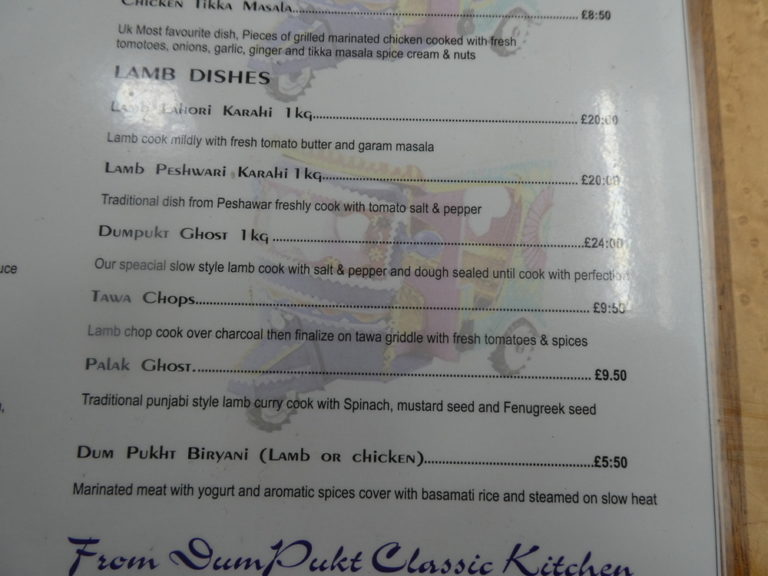 Chicken Tikka Masala.......................................................................£8:50
Uk Most favourite dish, Pieces of grilled marinated chicken cooked with fresh
tomatoes, onions, garlic, ginger and tikka masala spice cream & nuts
Lamb Dishes
Lamb Lahori Karahi 1kg.......................................................................£20:00
Lamb cook mildly with fresh tomato butter and garam masala
Lamb Peshwari Karahi 1kg.......................................................................£20:00
Traditional dish from Peshawar freshly cook with tomato salt & pepper
Dumpukt Ghost 1kg .......................................................................£24:00
Our speacial slow style lamb cook with salt & pepper and dough sealed until cook with perfection
Tawa Chops.......................................................................£9:50
Lamb chop cook over charcoal then finalize on tawa griddle with fresh tomatoes & spices
Palak Ghost.......................................................................£9.50
Traditional punjabi style lamb curry cook with Spinach, mustard seed and Fenugreek seed
Dum Pukht Biryani (Lamb or chicken).......................................................................£5:50
Marinated meat with yogurt and aromatic spices cover with basamati rice and steamed on slow heat
From DumPukt Classic Kitchen